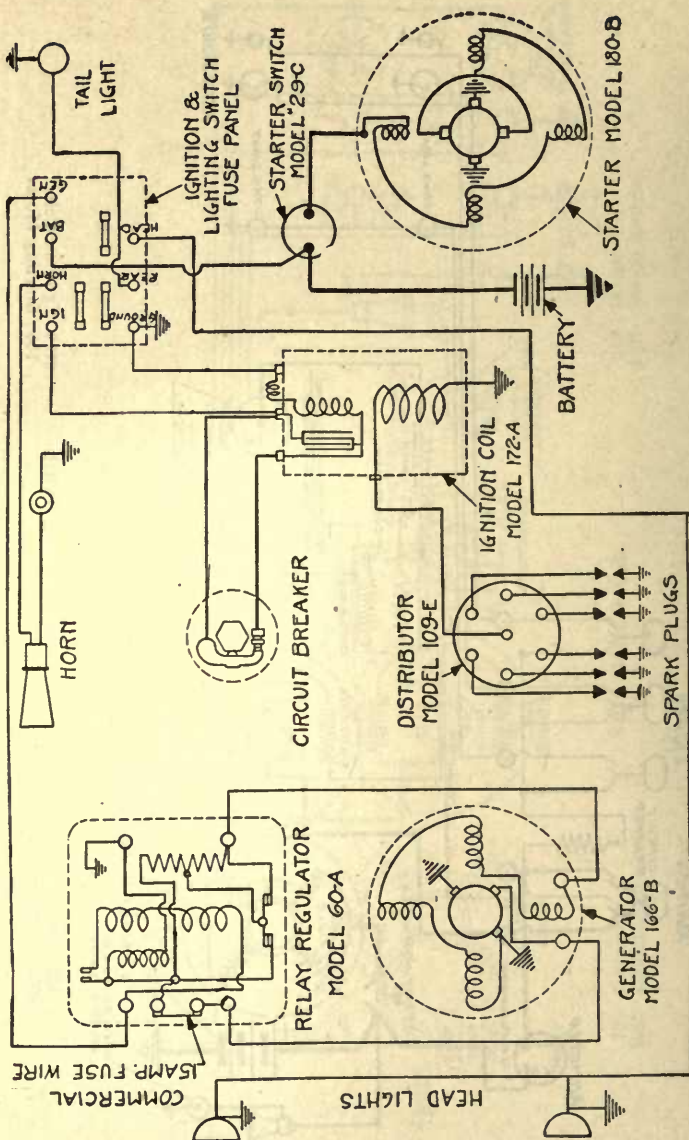 TAIL
LIGHT
IGNITION &
LIGHTING SWITCH
FUSE PANEL
GEN
BAT
HORN
IGN
HEAD
REAR
GROUND
STARTER SWITCH
MODEL "29-C
STARTER MODEL 180-B
BATTERY
HORN
CIRCUIT BREAKER
IGNITION COIL
MODEL 172-A
DISTRIBUTOR
MODEL 109-E
SPARK PLUGS
RELAY REGULATOR
MODEL 60-A
COMMERCIAL
15AMP. FUSE WIRE
GENERATOR
MODEL 166-B
HEAD LIGHTS